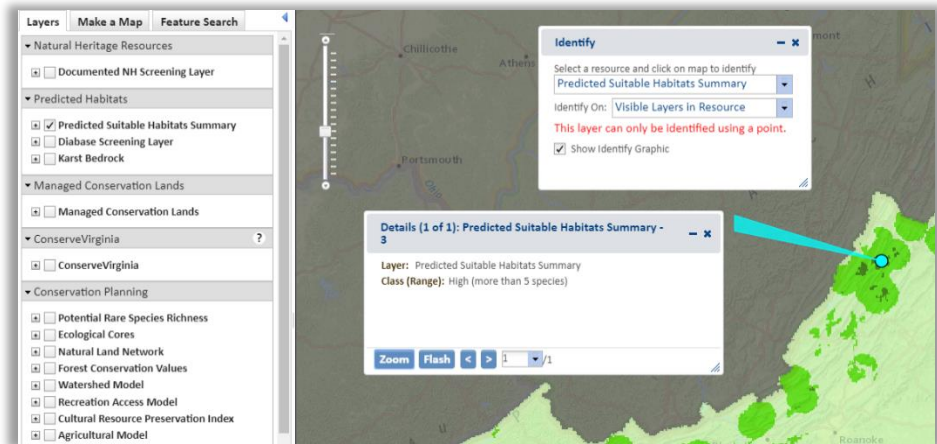 Layers Make a Map Feature Search
Natural Heritage Resources
Documented NH Screening Layer
Predicted Habitats
Predicted Suitable Habitats Summary
Diabase Screening Layer
Karst Bedrock
Managed Conservation Lands
Managed Conservation Lands
ConserveVirginia ?
ConserveVirginia
Conservation Planning
Potential Rare Species Richness
Ecological Cores
Natural Land Network
Forest Conservation Values
Watershed Model
Recreation Access Model
Cultural Resource Preservation Index
Agricultural Model
Chillicothe
Athens
Portsmouth
Ohio
mont
Identify
Select a resource and click on map to identify
Predicted Suitable Habitats Summary
Identify On: Visible Layers in Resource
This layer can only be identified using a point.
Show Identify Graphic
Details (1 of 1): Predicted Suitable Habitats Summary -
3
Layer: Predicted Suitable Habitats Summary
Class (Range): High (more than 5 species)
Zoom Flash < > 1 /1
Roanoke